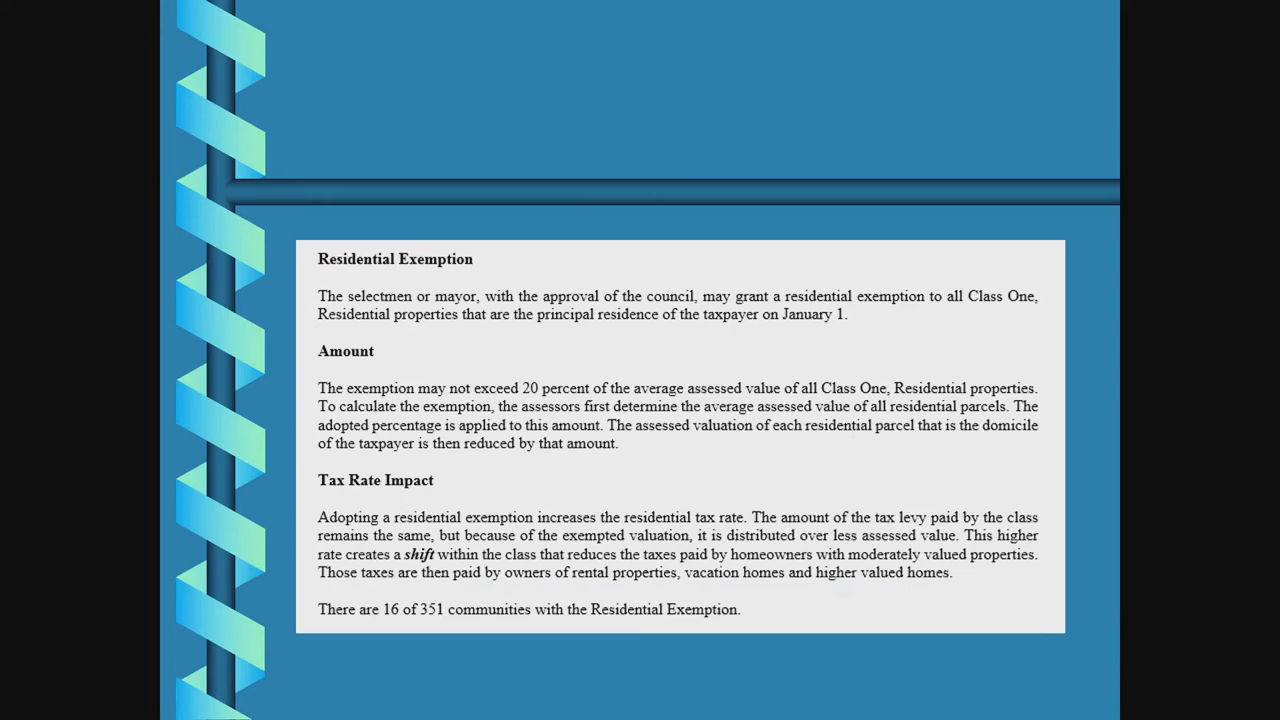 Residential Exemption
The selectmen or mayor, with the approval of the council, may grant a residential exemption to all Class One,
Residential properties that are the principal residence of the taxpayer on January 1.
Amount
The exemption may not exceed 20 percent of the average assessed value of all Class One, Residential properties.
To calculate the exemption, the assessors first determine the average assessed value of all residential parcels. The
adopted percentage is applied to this amount. The assessed valuation of each residential parcel that is the domicile
of the taxpayer is then reduced by that amount.
Tax Rate Impact
Adopting a residential exemption increases the residential tax rate. The amount of the tax levy paid by the class
remains the same, but because of the exempted valuation, it is distributed over less assessed value. This higher
rate creates a shift within the class that reduces the taxes paid by homeowners with moderately valued properties.
Those taxes are then paid by owners of rental properties, vacation homes and higher valued homes.
There are 16 of 351 communities with the Residential Exemption.